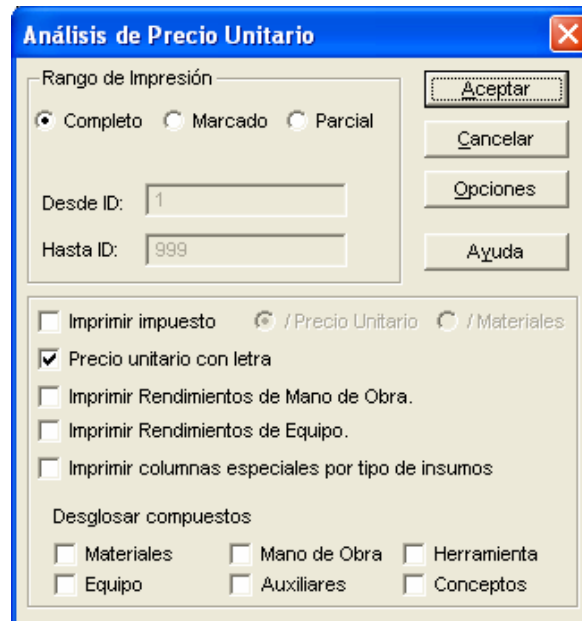 Análisis de Precio Unitario
Rango de Impresión
Completo Marcado Parcial
Desde ID: 1
Hasta ID: 999
Aceptar
Cancelar
Opciones
Ayuda
Imprimir impuesto / Precio Unitario / Materiales
Precio unitario con letra
Imprimir Rendimientos de Mano de Obra.
Imprimir Rendimientos de Equipo.
Imprimir columnas especiales por tipo de insumos
Desglosar compuestos
Materiales Mano de Obra Herramienta
Equipo Auxiliares Conceptos